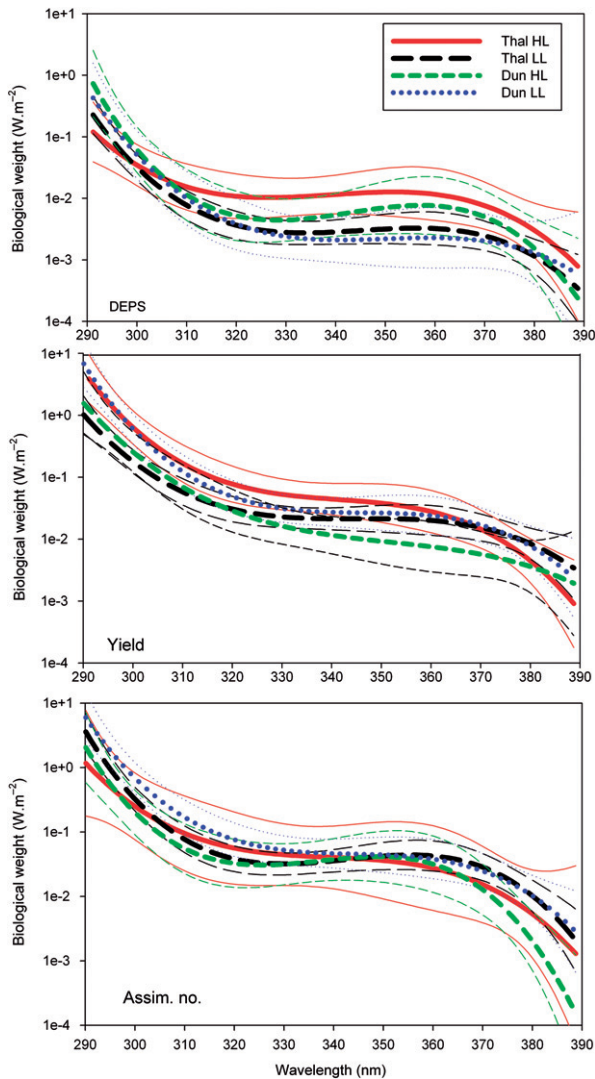 1e+1
Thal HL
Thal LL
Dun HL
Dun LL
1e+0
1e-1
1e-2
1e-3
1e-4
Biological weight (W.m⁻²)
DEPS
290 300 310 320 330 340 350 360 370 380 390
1e+1
1e+0
1e-1
1e-2
1e-3
1e-4
Biological weight (W.m⁻²)
Yield
290 300 310 320 330 340 350 360 370 380 390
1e+1
1e+0
1e-1
1e-2
1e-3
1e-4
Biological weight (W.m⁻²)
Assim. no.
290 300 310 320 330 340 350 360 370 380 390
Wavelength (nm)